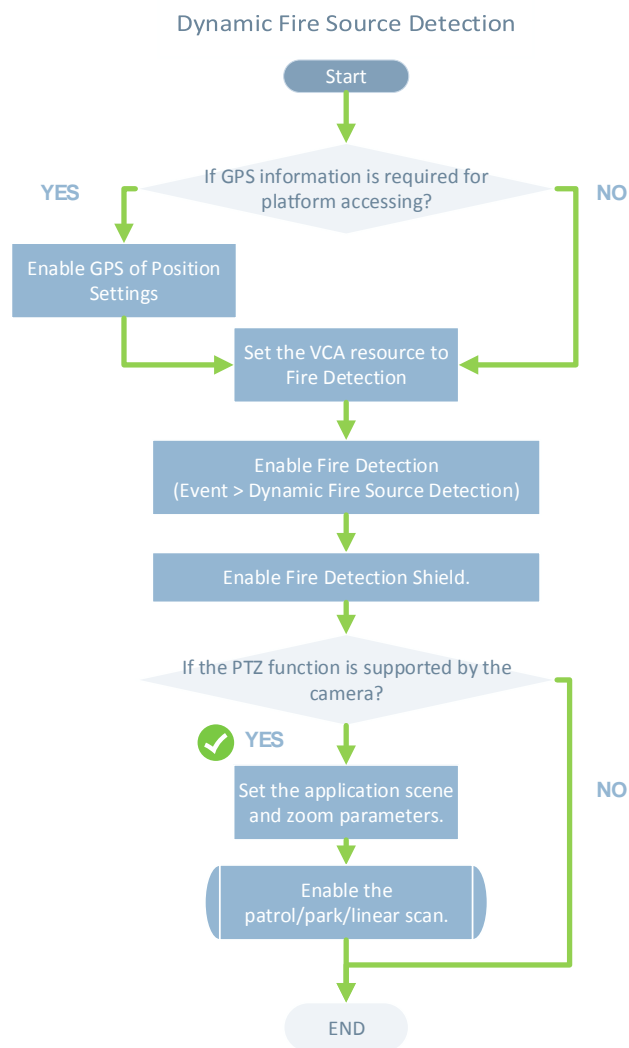 Dynamic Fire Source Detection
Start
If GPS information is required for
platform accessing?
YES
NO
Enable GPS of Position
Settings
Set the VCA resource to
Fire Detection
Enable Fire Detection
(Event > Dynamic Fire Source Detection)
Enable Fire Detection Shield.
If the PTZ function is supported by the
camera?
YES
NO
Set the application scene
and zoom parameters.
Enable the
patrol/park/linear scan.
END